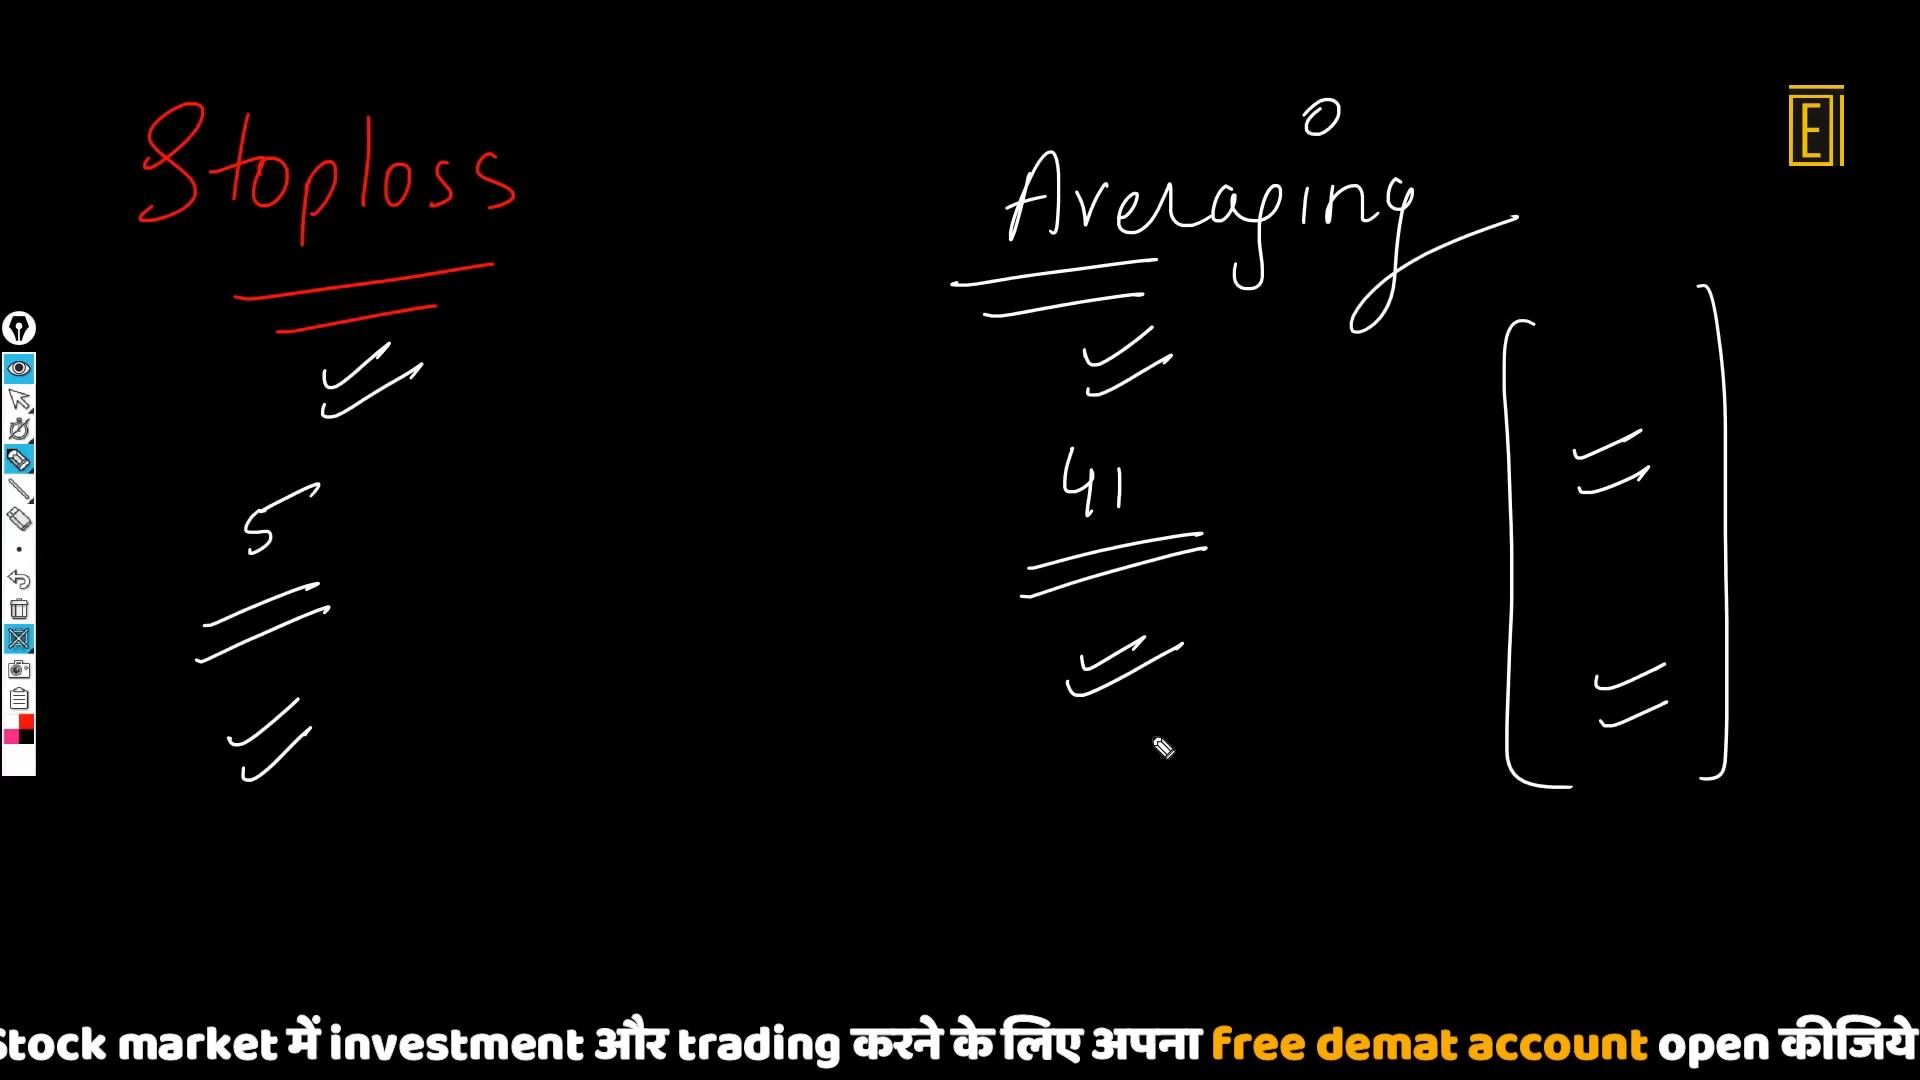 Stoploss
Averaging
E
5
41
Stock market में investment और trading करने के लिए अपना free demat account open कीजिये